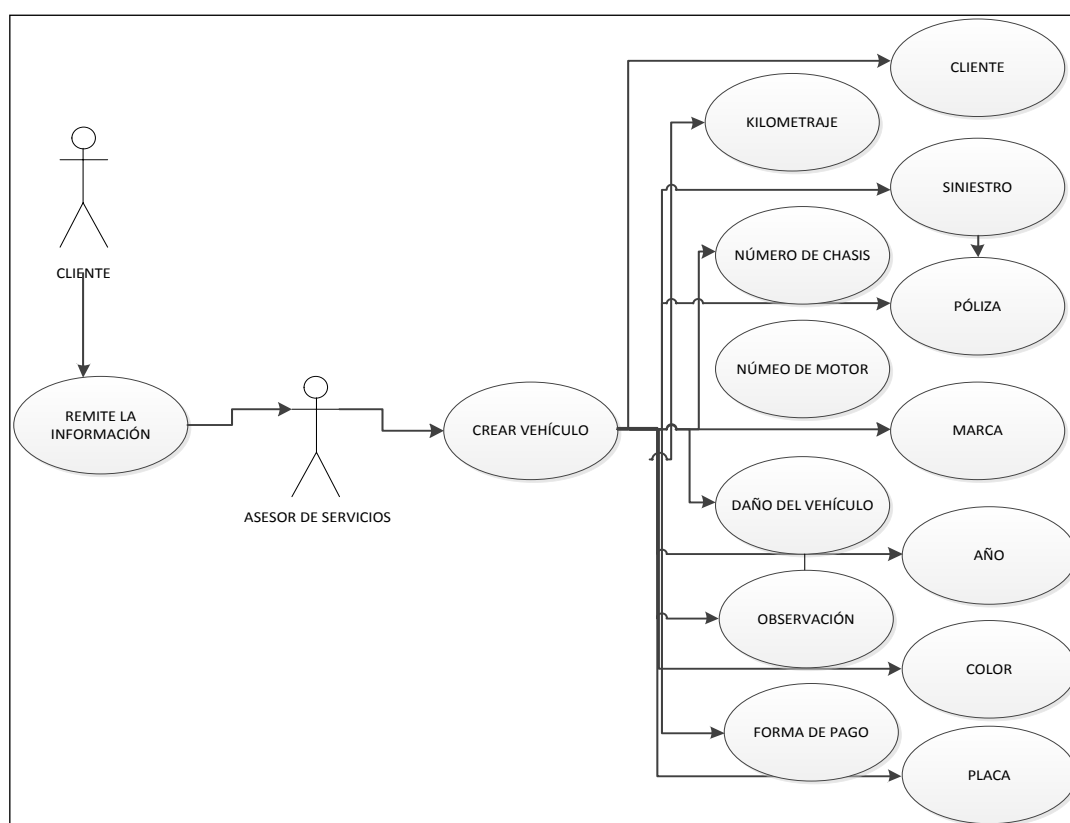 CLIENTE
KILOMETRAJE
SINIESTRO
NÚMERO DE CHASIS
CLIENTE
PÓLIZA
NÚMEO DE MOTOR
REMITE LA
INFORMACIÓN
CREAR VEHÍCULO
MARCA
DAÑO DEL VEHÍCULO
ASESOR DE SERVICIOS
AÑO
OBSERVACIÓN
COLOR
FORMA DE PAGO
PLACA